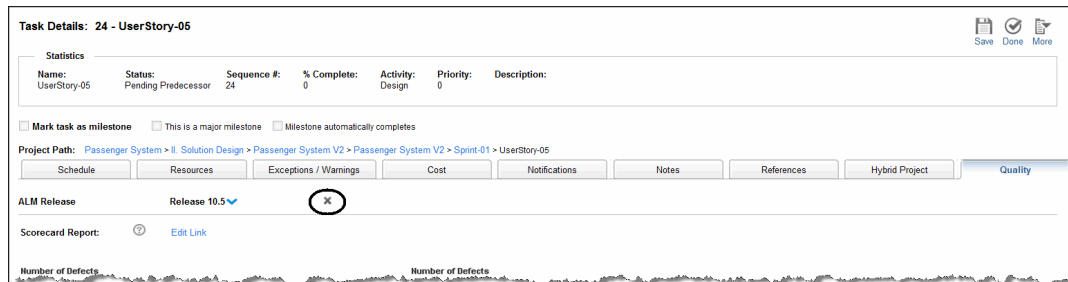 Task Details: 24 - UserStory-05
Save Done More
Statistics
Name: Status: Sequence #: % Complete: Activity: Priority: Description:
UserStory-05 Pending Predecessor 24 0 Design 0
Mark task as milestone This is a major milestone Milestone automatically completes
Project Path: Passenger System > II. Solution Design > Passenger System V2 > Passenger System V2 > Sprint-01 > UserStory-05
Schedule Resources Exceptions / Warnings Cost Notifications Notes References Hybrid Project Quality
ALM Release Release 10.5
Scorecard Report: ? Edit Link
Number of Defects Number of Defects